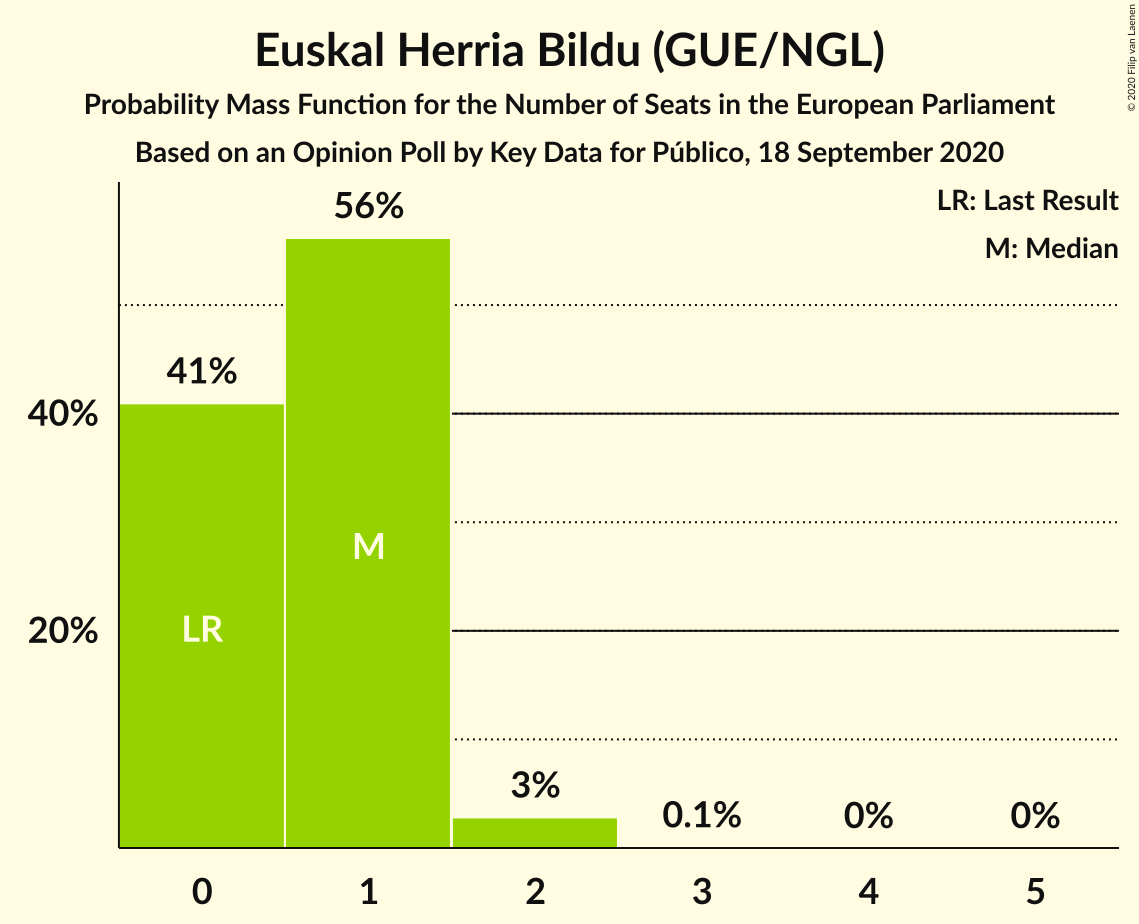 Euskal Herria Bildu (GUE/NGL)
Probability Mass Function for the Number of Seats in the European Parliament
Based on an Opinion Poll by Key Data for Público, 18 September 2020
© 2020 Filip van Laenen
LR: Last Result
M: Median
56%
41%
40%
M
LR
20%
3%
0.1%
0%
0%
0
1
2
3
4
5